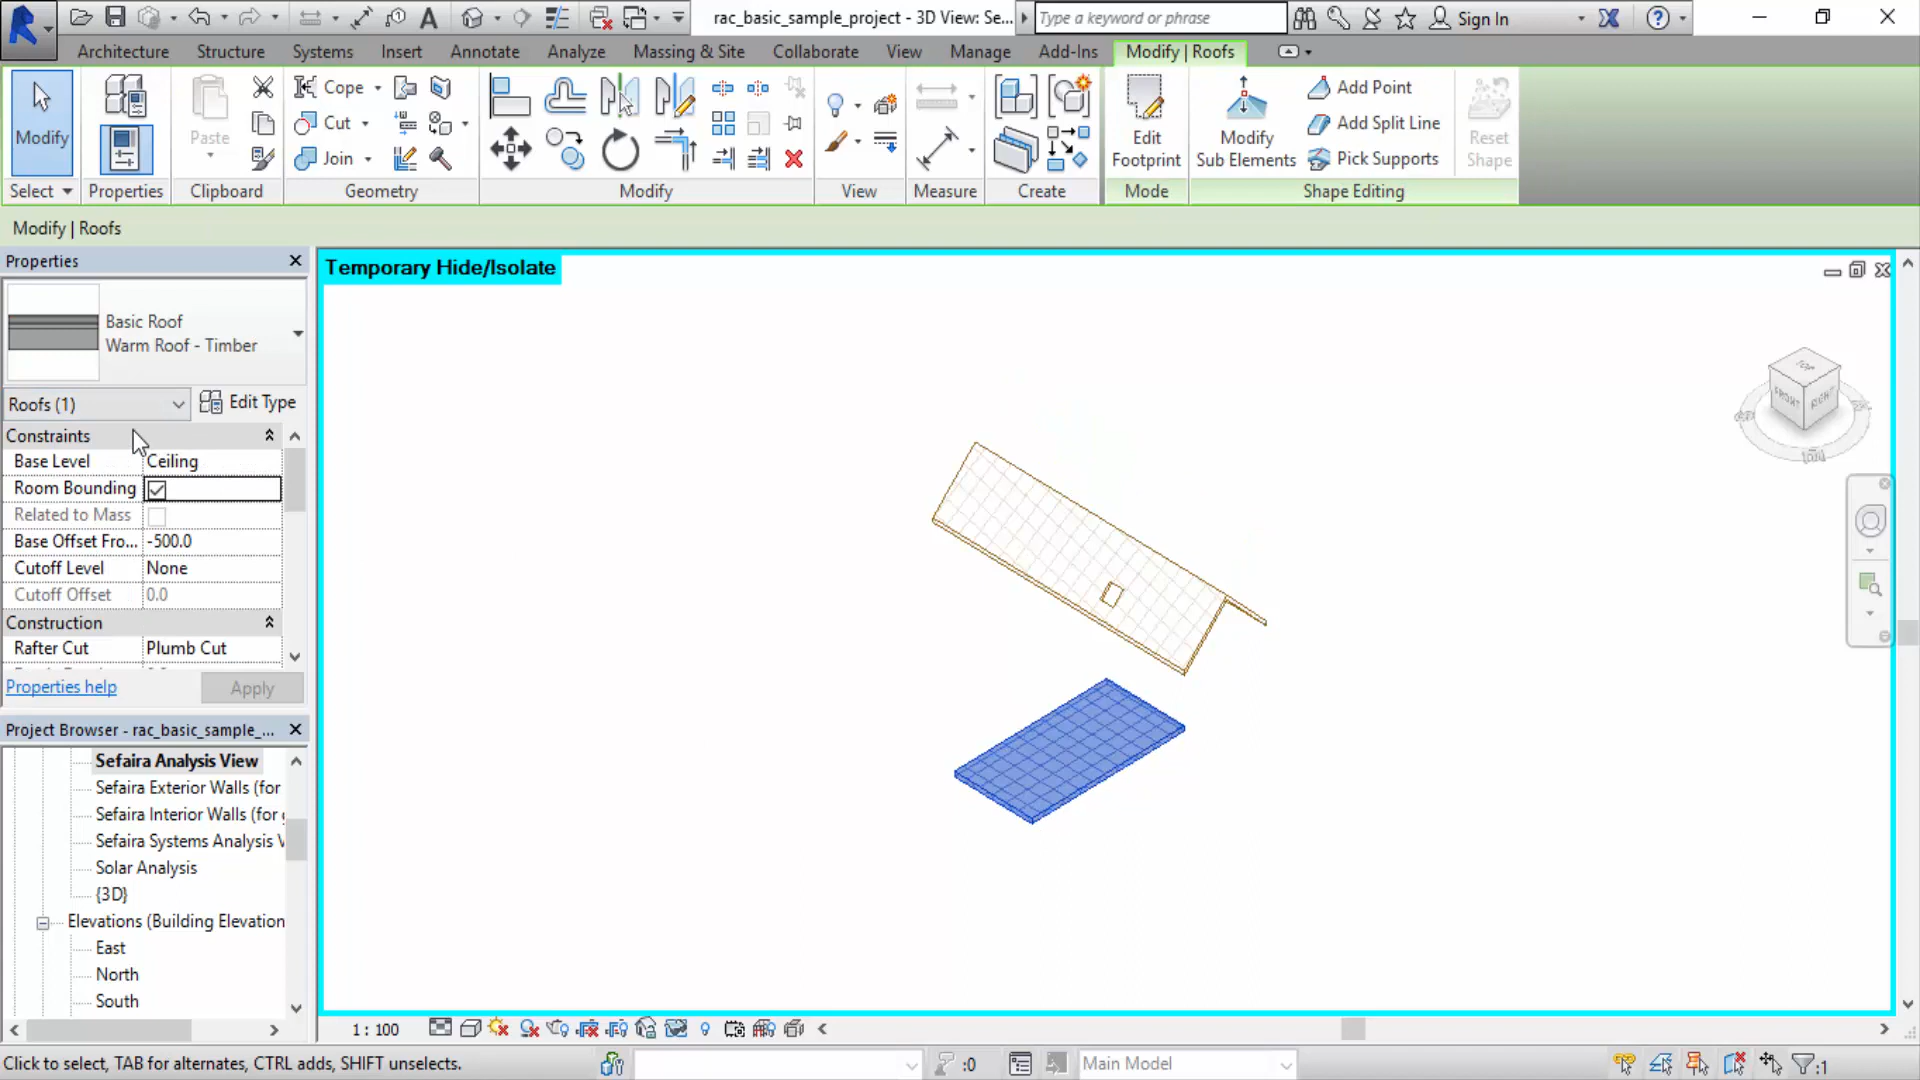 rac_basic_sample_project - 3D View: Se...
Type a keyword or phrase
Sign In
Architecture
Structure
Systems
Insert
Annotate
Analyze
Massing & Site
Collaborate
View
Manage
Add-Ins
Modify | Roofs
Modify
Paste
Cope
Cut
Join
Edit
Footprint
Modify
Sub Elements
Add Point
Add Split Line
Pick Supports
Reset
Shape
Select
Properties
Clipboard
Geometry
Modify
View
Measure
Create
Mode
Shape Editing
Modify | Roofs
Properties
Basic Roof
Warm Roof - Timber
Roofs (1)
Edit Type
Constraints
Base Level Ceiling
Room Bounding
Related to Mass
Base Offset Fro... -500.0
Cutoff Level None
Cutoff Offset 0.0
Construction
Rafter Cut Plumb Cut
Properties help
Apply
Project Browser - rac_basic_sample_...
Sefaira Analysis View
Sefaira Exterior Walls (for
Sefaira Interior Walls (for
Sefaira Systems Analysis V
Solar Analysis
{3D}
Elevations (Building Elevation
East
North
South
Temporary Hide/Isolate
TOP
FRONT
RIGHT
1 : 100
Click to select, TAB for alternates, CTRL adds, SHIFT unselects.
:0
Main Model
:1